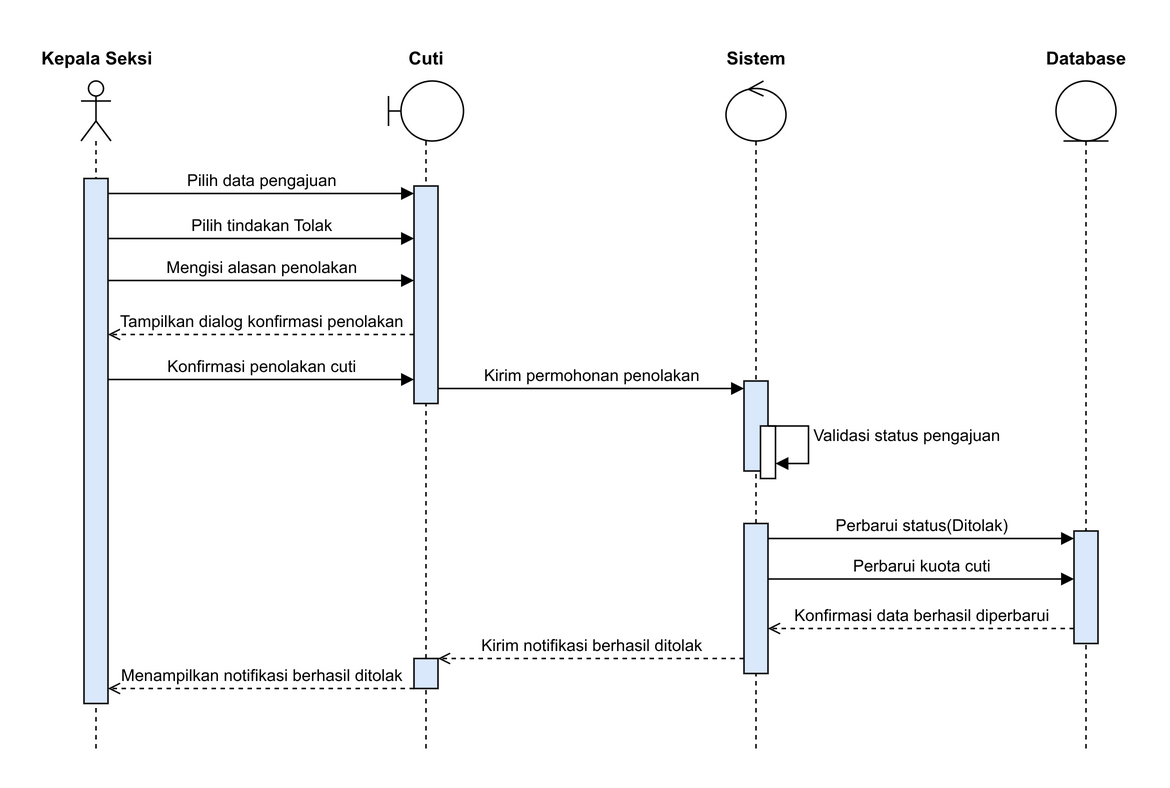 Kepala Seksi
Cuti
Sistem
Database
Pilih data pengajuan
Pilih tindakan Tolak
Mengisi alasan penolakan
Tampilkan dialog konfirmasi penolakan
Konfirmasi penolakan cuti
Kirim permohonan penolakan
Validasi status pengajuan
Perbarui status(Ditolak)
Perbarui kuota cuti
Konfirmasi data berhasil diperbarui
Kirim notifikasi berhasil ditolak
Menampilkan notifikasi berhasil ditolak